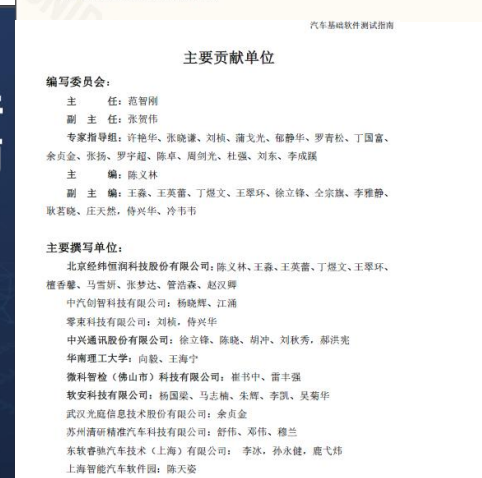 汽车基础软件测试指南
主要贡献单位
编写委员会:
主 任: 范智刚
副 主 任: 张贺伟
专家指导组: 许艳华、张晓谦、刘桢、蒲戈光、郁静华、罗青松、丁国富、
余贞金、张扬、罗宇超、陈卓、周剑光、杜强、刘东、李成蹊
主 编: 陈义林
副 主 编: 王淼、王英蕾、丁煜文、王翠环、徐立锋、仝宗旗、李雅静、
耿茗晓、庄天然,侍兴华、冷韦韦
主要撰写单位:
北京经纬恒润科技股份有限公司: 陈义林、王淼、王英蕾、丁煜文、王翠环、
檀香馨、马雪妍、张梦达、管浩森、赵汉卿
中汽创智科技有限公司: 杨晓辉、江涌
零束科技有限公司: 刘桢,侍兴华
中兴通讯股份有限公司: 徐立锋、陈晓、胡冲、刘秋秀,郝洪宪
华南理工大学: 向毅、王海宁
微科智检(佛山市)科技有限公司: 崔书中、雷丰强
软安科技有限公司: 杨国梁、马志楠、朱辉、李凯、吴菊华
武汉光庭信息技术股份有限公司: 余贞金
苏州清研精准汽车科技有限公司: 舒伟、邓伟、穆兰
东软睿驰汽车技术(上海)有限公司: 李冰,孙永健,鹿弋炜
上海智能汽车软件园: 陈天姿